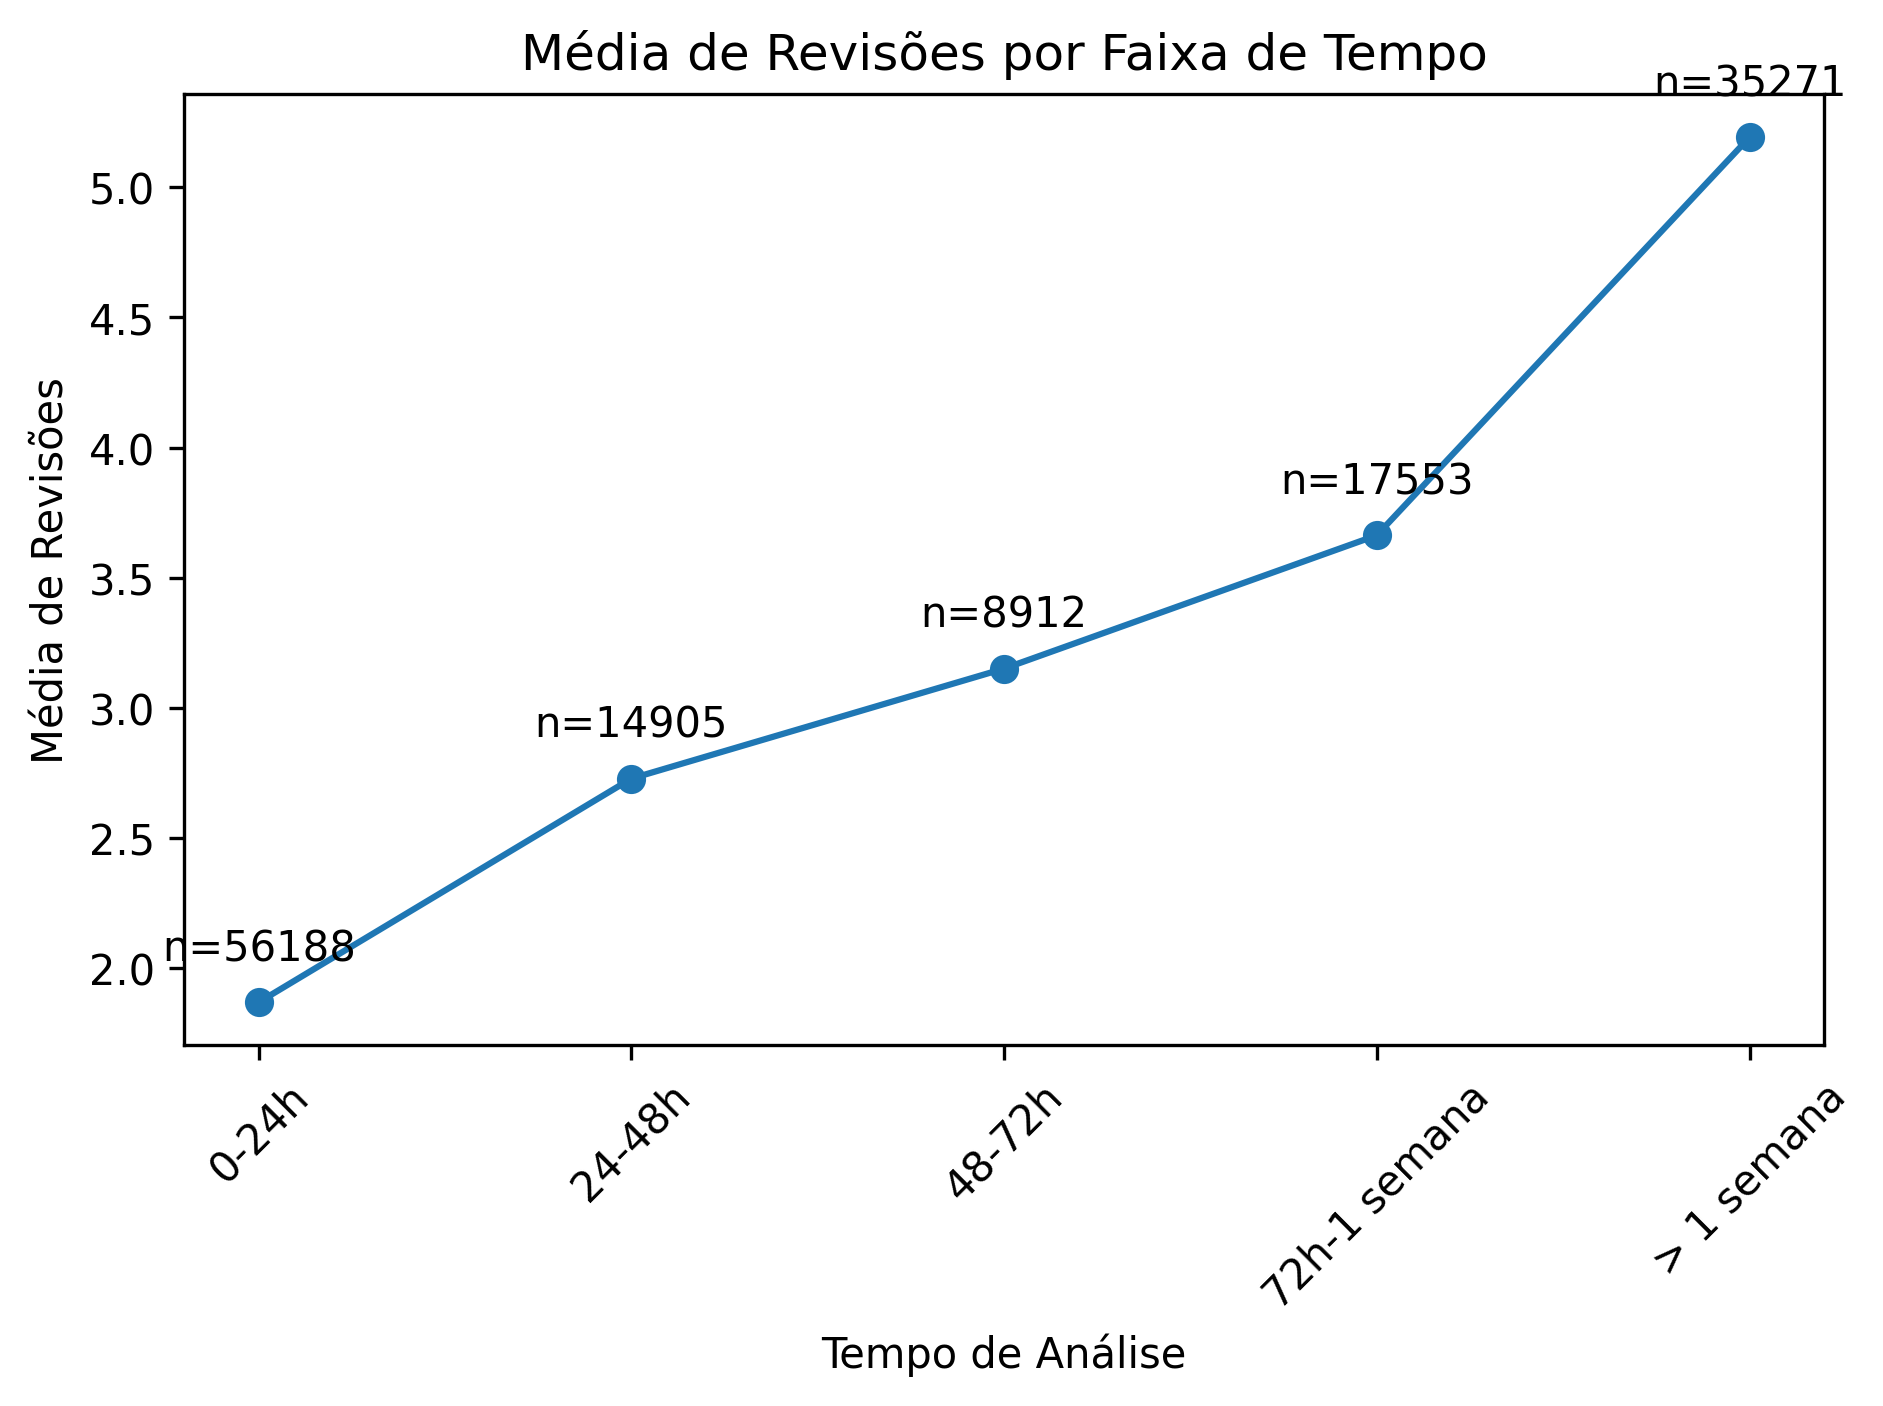 Média de Revisões por Faixa de Tempo
n=35271
5.0
4.5
4.0
n=17553
3.5
n=8912
3.0
n=14905
2.5
n=56188
2.0
Média de Revisões
0-24h
24-48h
48-72h
72h-1 semana
> 1 semana
Tempo de Análise